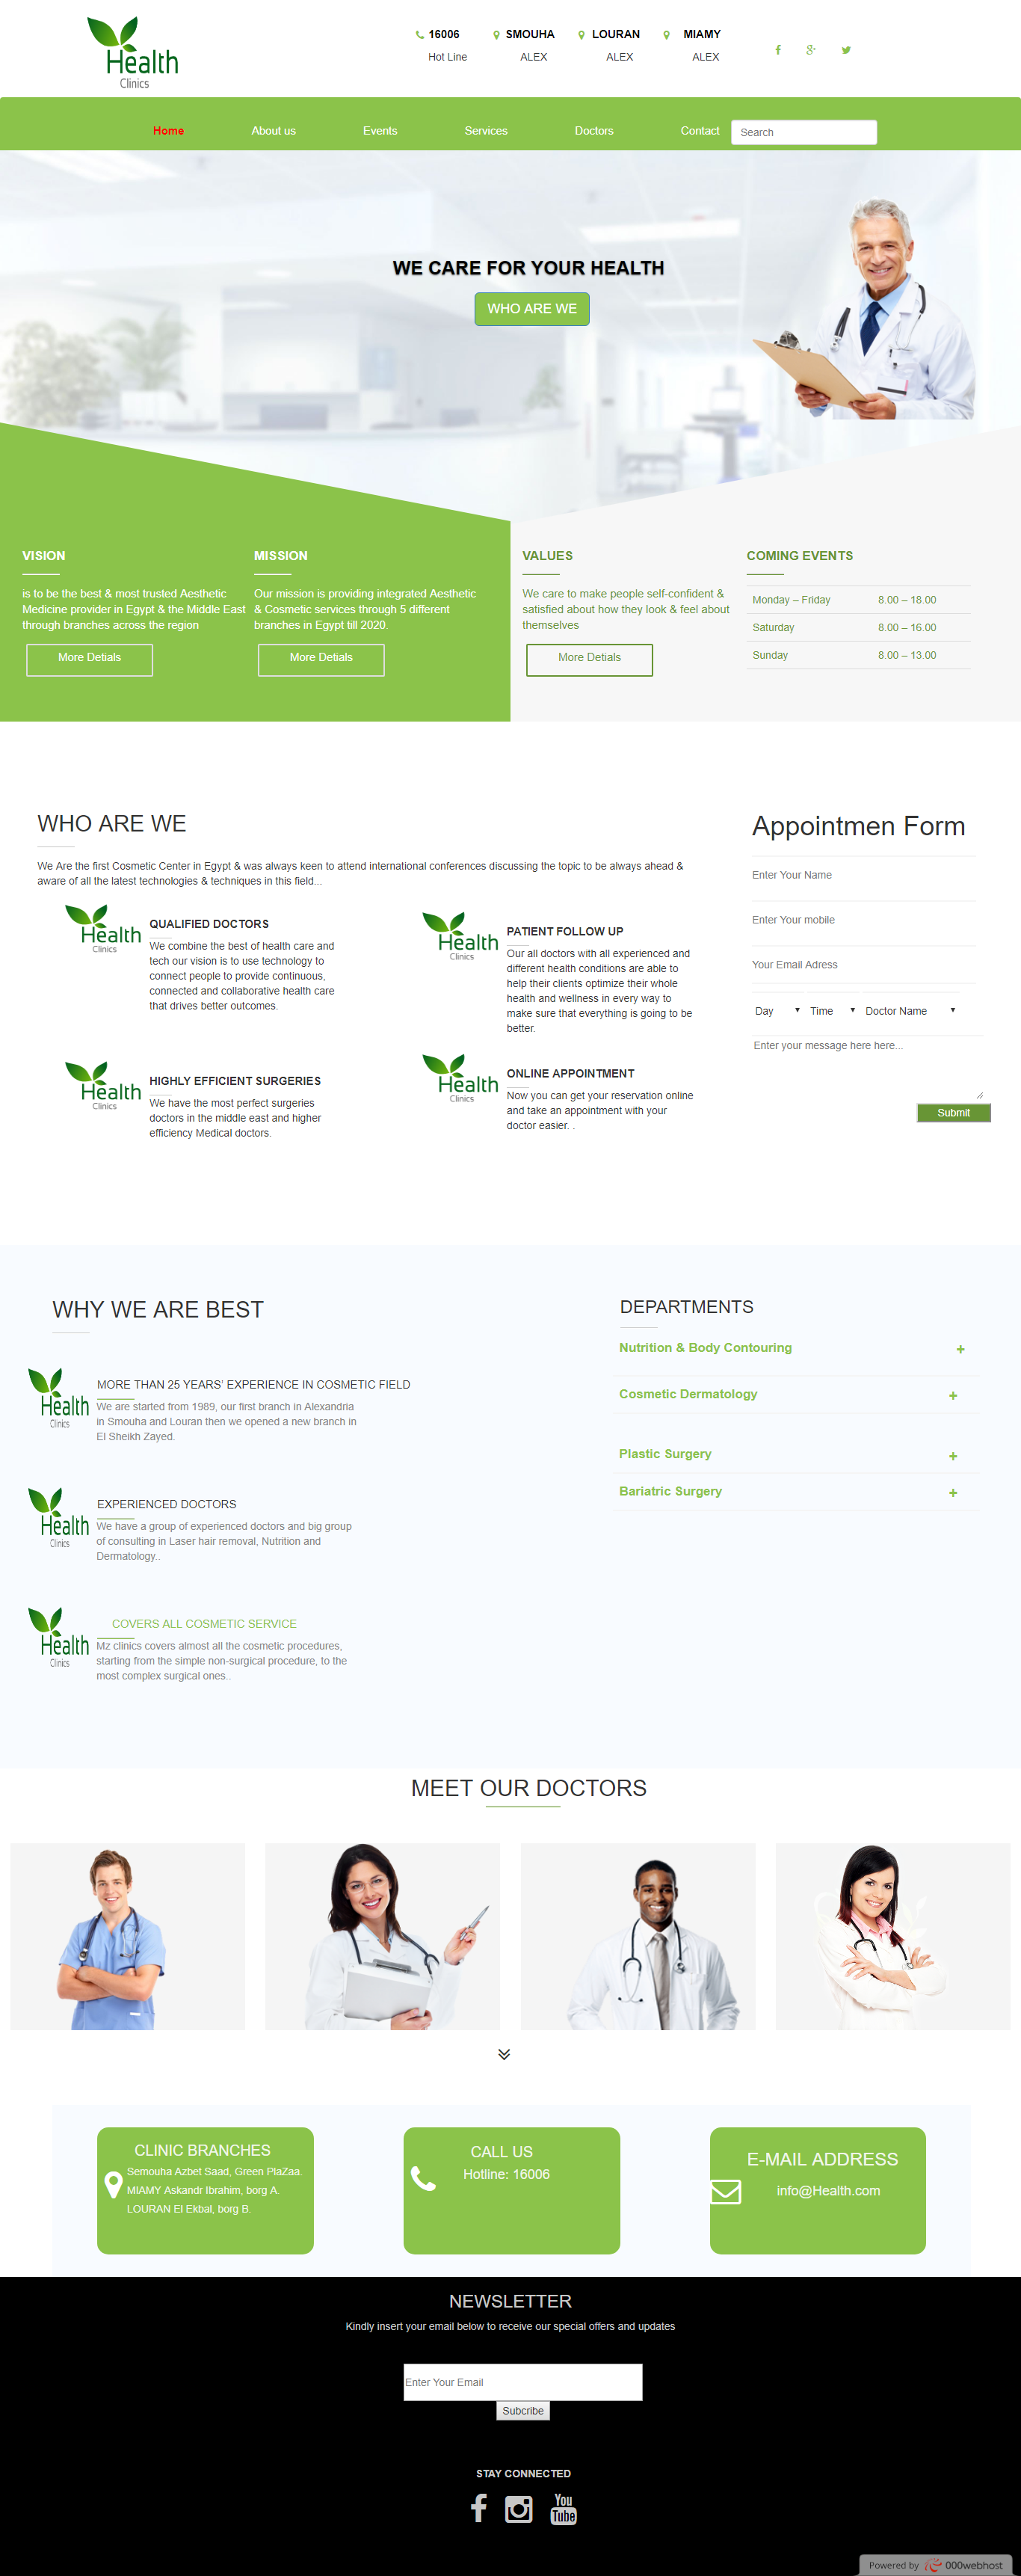 Health
Clinics
16006
Hot Line
SMOUHA
ALEX
LOURAN
ALEX
MIAMY
ALEX
Home
About us
Events
Services
Doctors
Contact
Search
WE CARE FOR YOUR HEALTH
WHO ARE WE
VISION
is to be the best & most trusted Aesthetic
Medicine provider in Egypt & the Middle East
through branches across the region
More Detials
MISSION
Our mission is providing integrated Aesthetic
& Cosmetic services through 5 different
branches in Egypt till 2020.
More Detials
VALUES
We care to make people self-confident &
satisfied about how they look & feel about
themselves
More Detials
COMING EVENTS
Monday – Friday 8.00 – 18.00
Saturday 8.00 – 16.00
Sunday 8.00 – 13.00
WHO ARE WE
We Are the first Cosmetic Center in Egypt & was always keen to attend international conferences discussing the topic to be always ahead &
aware of all the latest technologies & techniques in this field...
Health
Clinics
QUALIFIED DOCTORS
We combine the best of health care and
tech our vision is to use technology to
connect people to provide continuous,
connected and collaborative health care
that drives better outcomes.
Health
Clinics
PATIENT FOLLOW UP
Our all doctors with all experienced and
different health conditions are able to
help their clients optimize their whole
health and wellness in every way to
make sure that everything is going to be
better.
Health
Clinics
HIGHLY EFFICIENT SURGERIES
We have the most perfect surgeries
doctors in the middle east and higher
efficiency Medical doctors.
Health
Clinics
ONLINE APPOINTMENT
Now you can get your reservation online
and take an appointment with your
doctor easier. .
Appointmen Form
Enter Your Name
Enter Your mobile
Your Email Adress
Day
Time
Doctor Name
Enter your message here here...
Submit
WHY WE ARE BEST
Health
Clinics
MORE THAN 25 YEARS' EXPERIENCE IN COSMETIC FIELD
We are started from 1989, our first branch in Alexandria
in Smouha and Louran then we opened a new branch in
El Sheikh Zayed.
Health
Clinics
EXPERIENCED DOCTORS
We have a group of experienced doctors and big group
of consulting in Laser hair removal, Nutrition and
Dermatology..
Health
Clinics
COVERS ALL COSMETIC SERVICE
Mz clinics covers almost all the cosmetic procedures,
starting from the simple non-surgical procedure, to the
most complex surgical ones..
DEPARTMENTS
Nutrition & Body Contouring +
Cosmetic Dermatology +
Plastic Surgery +
Bariatric Surgery +
MEET OUR DOCTORS
CLINIC BRANCHES
Semouha Azbet Saad, Green PlaZaa.
MIAMY Askandr Ibrahim, borg A.
LOURAN El Ekbal, borg B.
CALL US
Hotline: 16006
E-MAIL ADDRESS
info@Health.com
NEWSLETTER
Kindly insert your email below to receive our special offers and updates
Enter Your Email
Subcribe
STAY CONNECTED
You
Tube
Powered by 000webhost